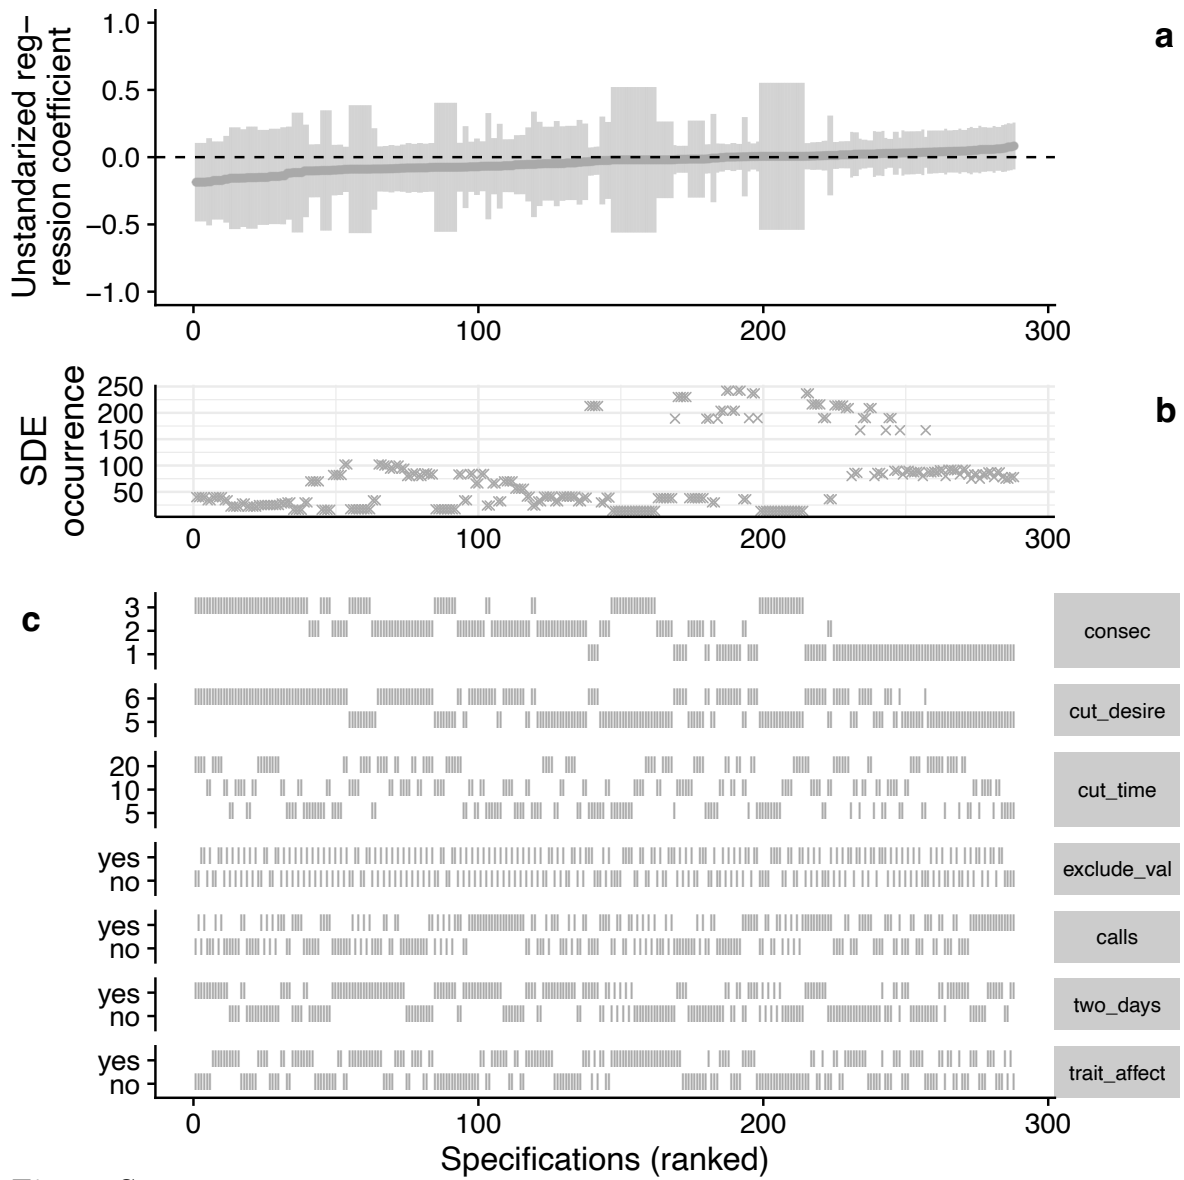 Unstandarized reg-
ression coefficient
1.0
0.5
0.0
−0.5
−1.0
a
0
100
200
300
SDE
occurrence
250
200
150
100
50
b
0
100
200
300
c
3
2
1
consec
6
5
cut_desire
20
10
5
cut_time
yes
no
exclude_val
yes
no
calls
yes
no
two_days
yes
no
trait_affect
0
100
200
300
Specifications (ranked)